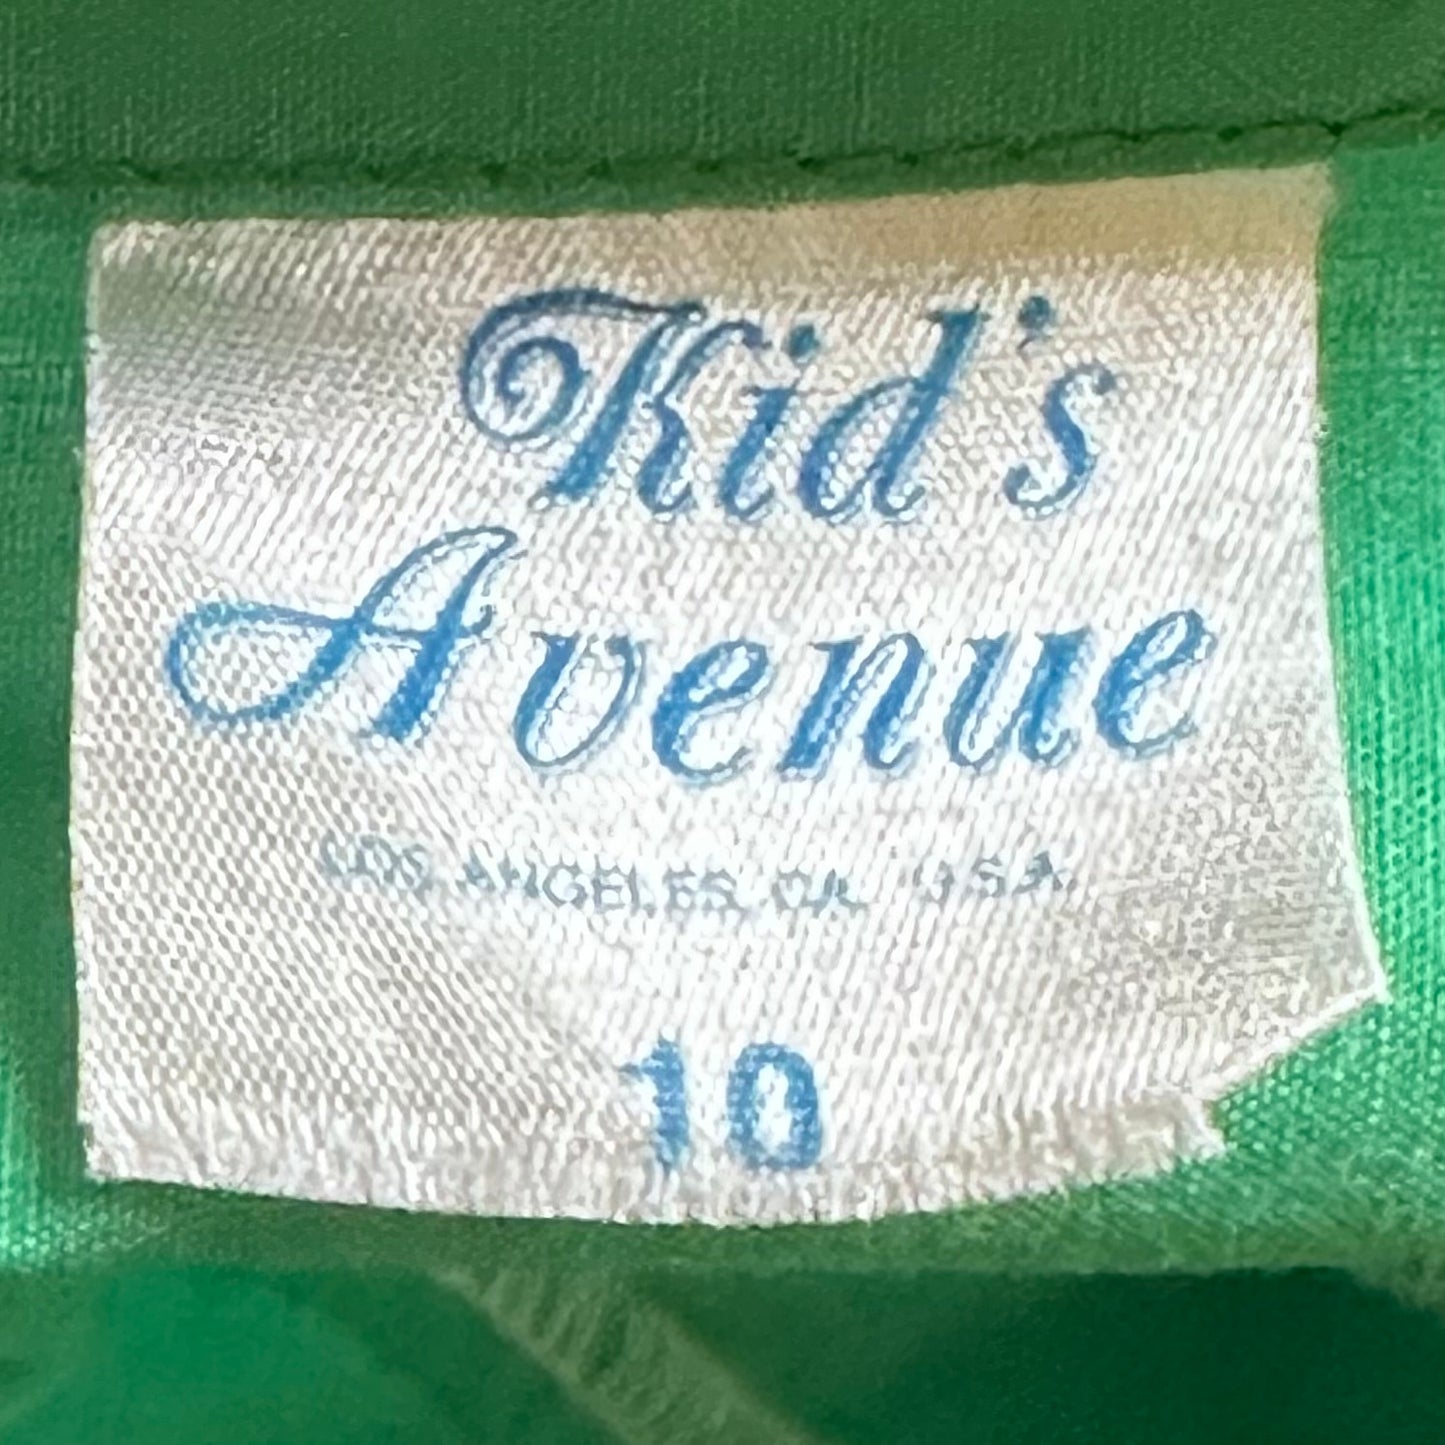 Kid's
Avenue
LOS ANGELES, CA. U.S.A.
10